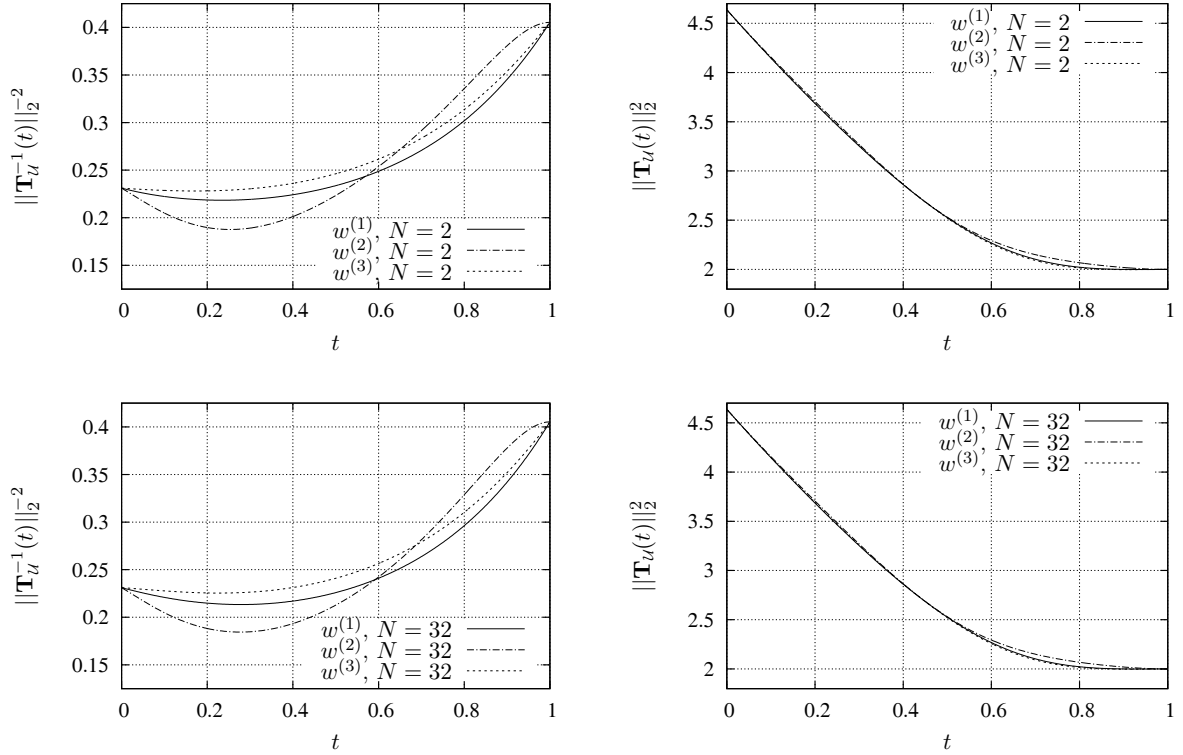 ||T_𝒰^{-1}(t)||_2^{-2}
0.4
0.35
0.3
0.25
0.2
0.15
w^{(1)}, N = 2
w^{(2)}, N = 2
w^{(3)}, N = 2
0 0.2 0.4 0.6 0.8 1
t
||T_𝒰(t)||_2^2
4.5
4
3.5
3
2.5
2
w^{(1)}, N = 2
w^{(2)}, N = 2
w^{(3)}, N = 2
0 0.2 0.4 0.6 0.8 1
t
||T_𝒰^{-1}(t)||_2^{-2}
0.4
0.35
0.3
0.25
0.2
0.15
w^{(1)}, N = 32
w^{(2)}, N = 32
w^{(3)}, N = 32
0 0.2 0.4 0.6 0.8 1
t
||T_𝒰(t)||_2^2
4.5
4
3.5
3
2.5
2
w^{(1)}, N = 32
w^{(2)}, N = 32
w^{(3)}, N = 32
0 0.2 0.4 0.6 0.8 1
t